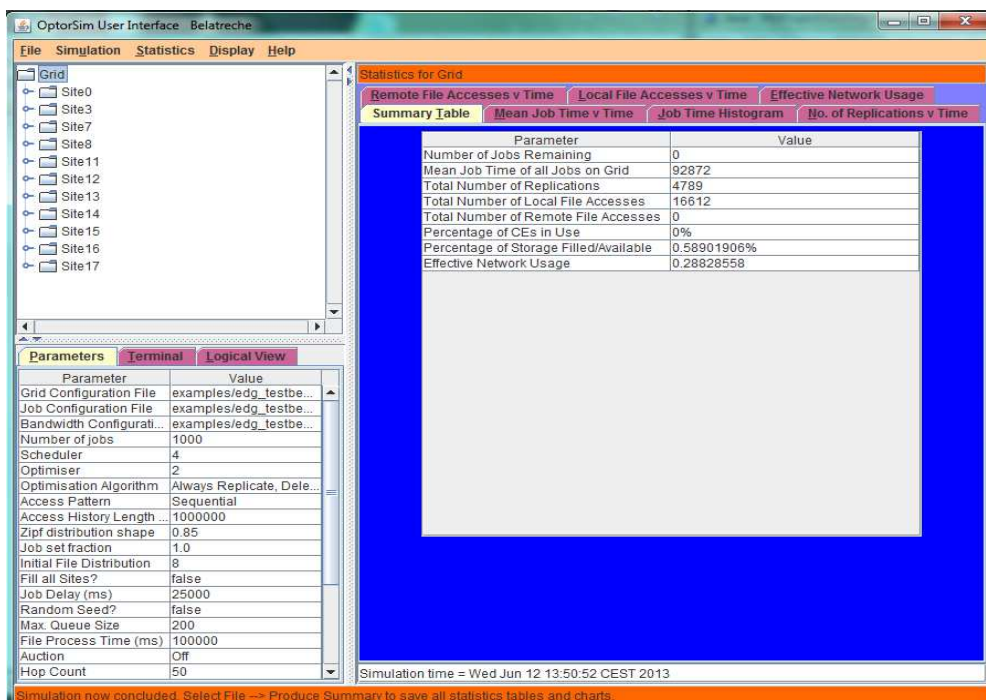 OptorSim User Interface Belatreche
File Simulation Statistics Display Help
Grid
Site0
Site3
Site7
Site8
Site11
Site12
Site13
Site14
Site15
Site16
Site17
Parameters Terminal Logical View
Parameter Value
Grid Configuration File examples/edg_testbe...
Job Configuration File examples/edg_testbe...
Bandwidth Configurati... examples/edg_testbe...
Number of jobs 1000
Scheduler 4
Optimiser 2
Optimisation Algorithm Always Replicate, Dele...
Access Pattern Sequential
Access History Length ... 1000000
Zipf distribution shape 0.85
Job set fraction 1.0
Initial File Distribution 8
Fill all Sites? false
Job Delay (ms) 25000
Random Seed? false
Max. Queue Size 200
File Process Time (ms) 100000
Auction Off
Hop Count 50
Statistics for Grid
Remote File Accesses v Time Local File Accesses v Time Effective Network Usage
Summary Table Mean Job Time v Time Job Time Histogram No. of Replications v Time
Parameter Value
Number of Jobs Remaining 0
Mean Job Time of all Jobs on Grid 92872
Total Number of Replications 4789
Total Number of Local File Accesses 16612
Total Number of Remote File Accesses 0
Percentage of CEs in Use 0%
Percentage of Storage Filled/Available 0.58901906%
Effective Network Usage 0.28828558
Simulation time = Wed Jun 12 13:50:52 CEST 2013
Simulation now concluded. Select File --> Produce Summary to save all statistics tables and charts.